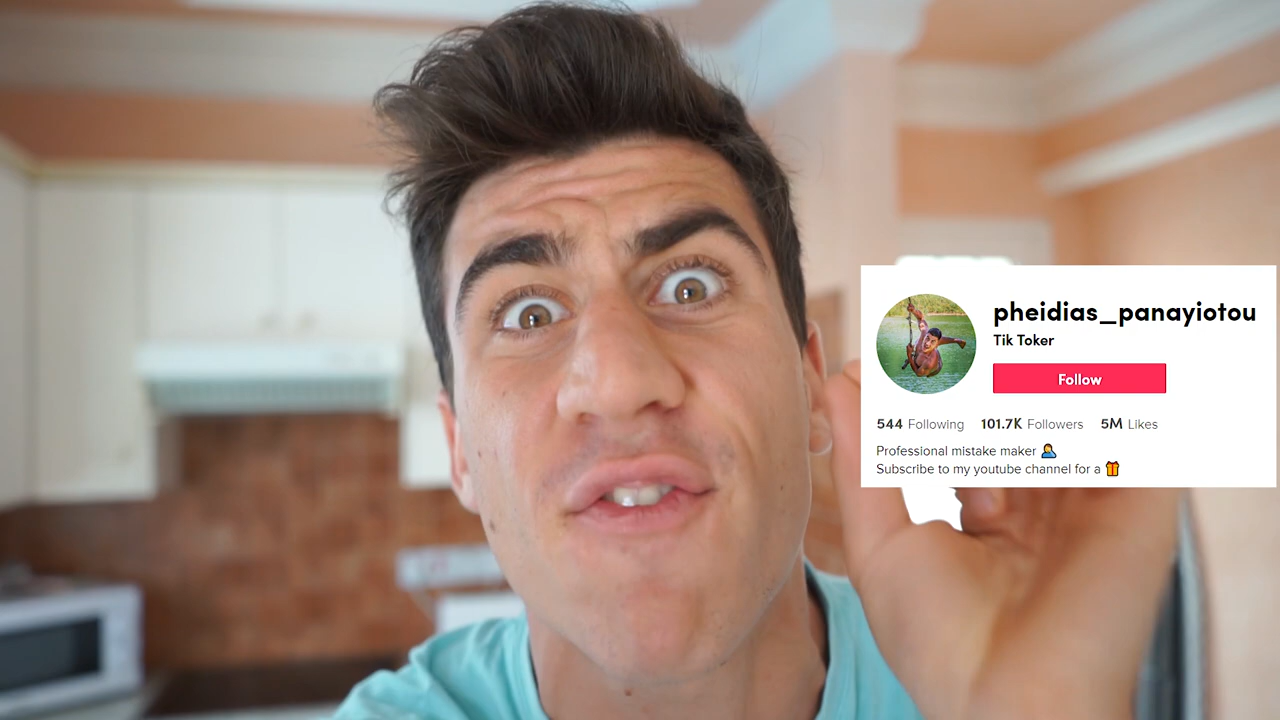 pheidias_panayiotou
Tik Toker
Follow
544 Following 101.7K Followers 5M Likes
Professional mistake maker 🤦‍♂️
Subscribe to my youtube channel for a 🎁